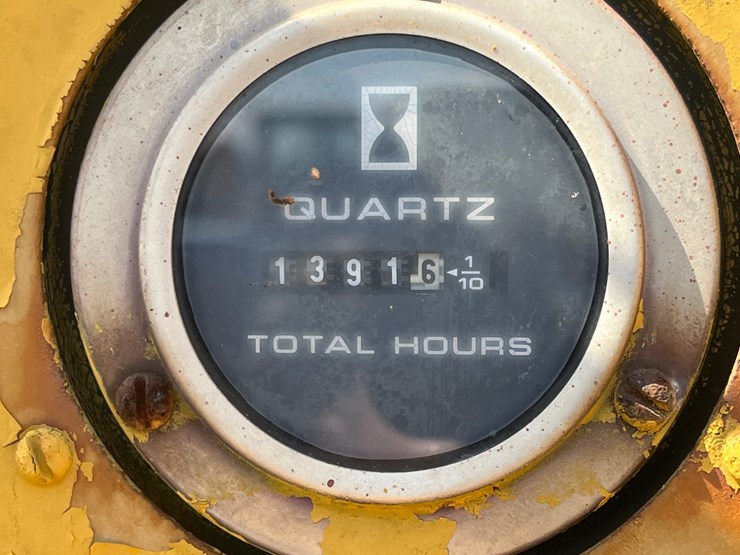 QUARTZ
13916 ◂ 1/10
TOTAL HOURS